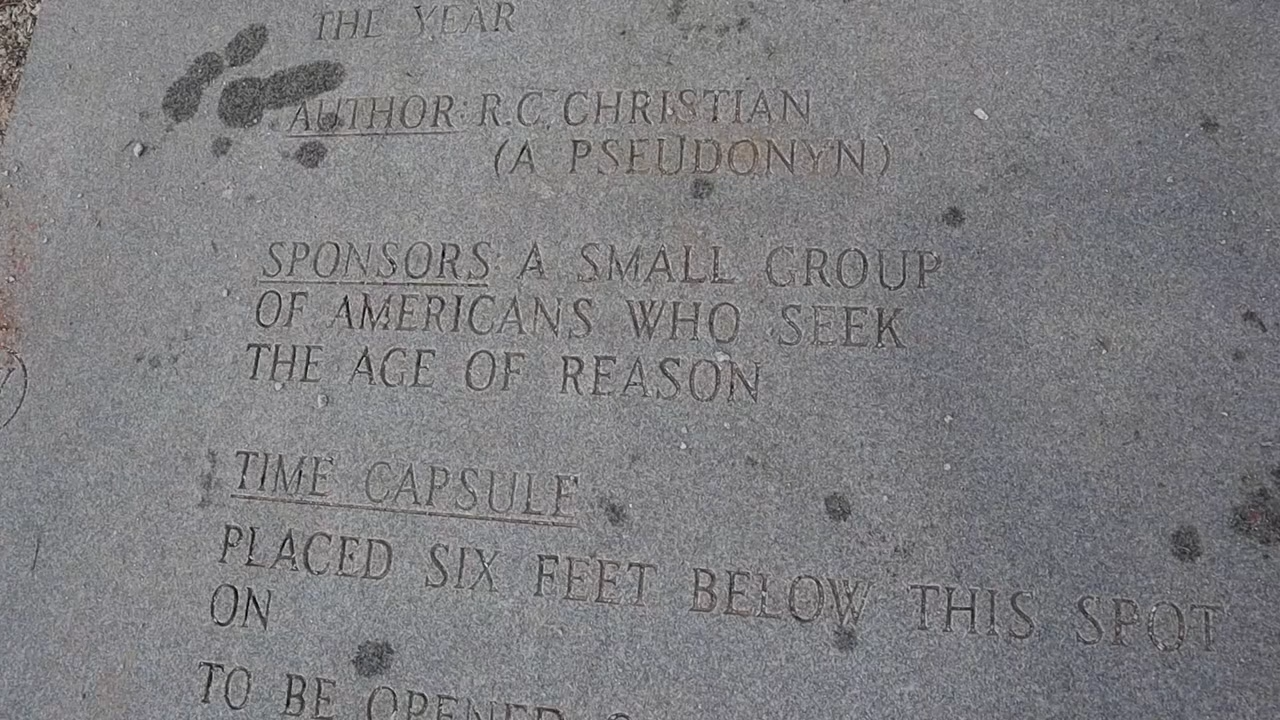 THE YEAR
AUTHOR: R.C. CHRISTIAN
(A PSEUDONYN)
SPONSORS: A SMALL GROUP
OF AMERICANS WHO SEEK
THE AGE OF REASON
TIME CAPSULE
PLACED SIX FEET BELOW THIS SPOT
ON
TO BE OPENED